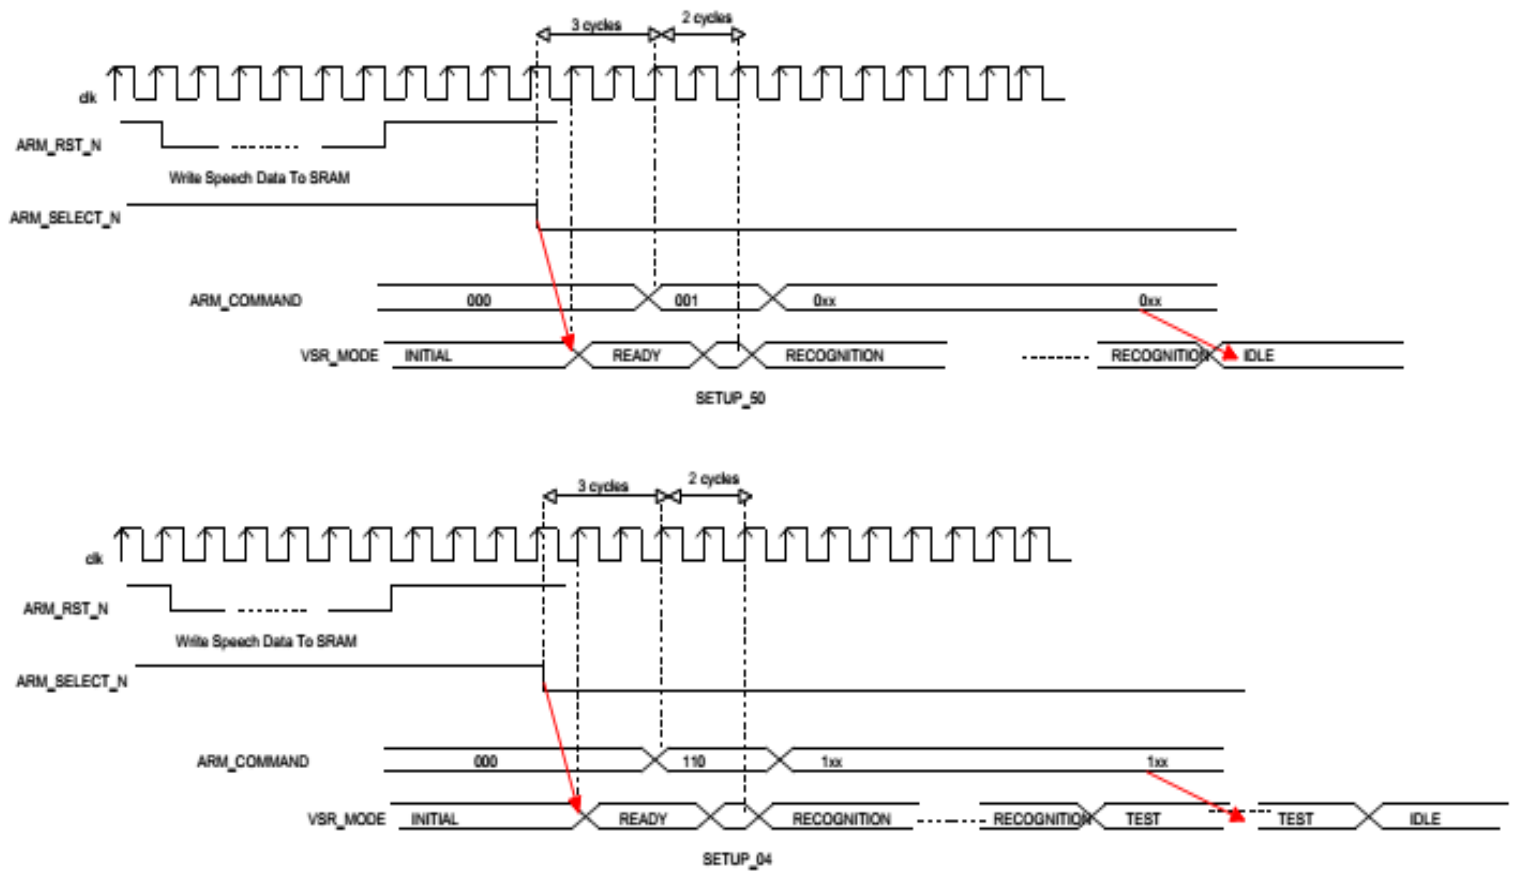 3 cycles 2 cycles
clk
ARM_RST_N
Write Speech Data To SRAM
ARM_SELECT_N
ARM_COMMAND 000 001 0xx 0xx
VSR_MODE INITIAL READY RECOGNITION RECOGNITION IDLE
SETUP_50
3 cycles 2 cycles
clk
ARM_RST_N
Write Speech Data To SRAM
ARM_SELECT_N
ARM_COMMAND 000 110 1xx 1xx
VSR_MODE INITIAL READY RECOGNITION RECOGNITION TEST TEST IDLE
SETUP_04